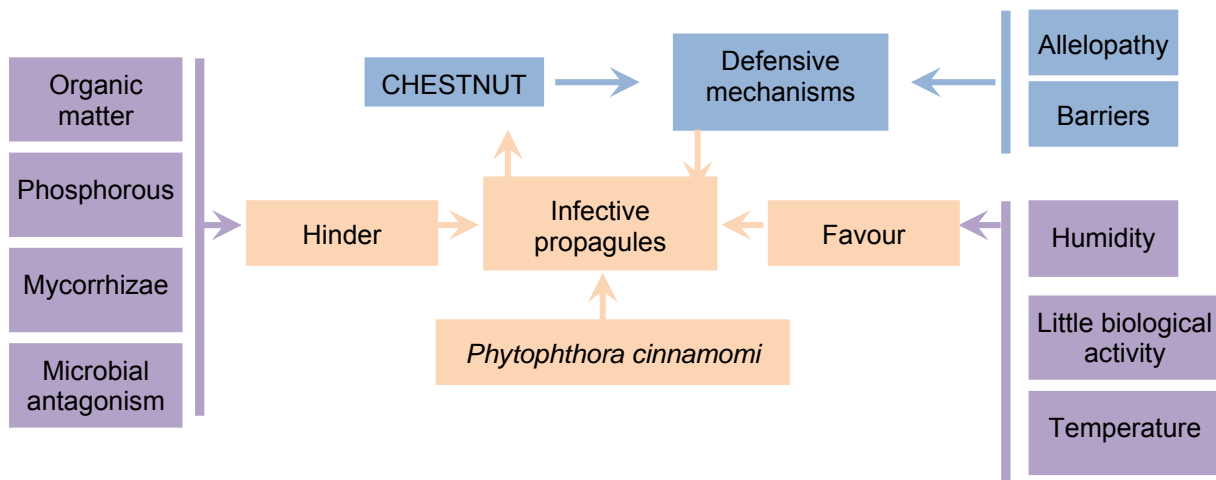 Organic
matter
Phosphorous
Mycorrhizae
Microbial
antagonism
Hinder
CHESTNUT
Defensive
mechanisms
Infective
propagules
Phytophthora cinnamomi
Favour
Allelopathy
Barriers
Humidity
Little biological
activity
Temperature